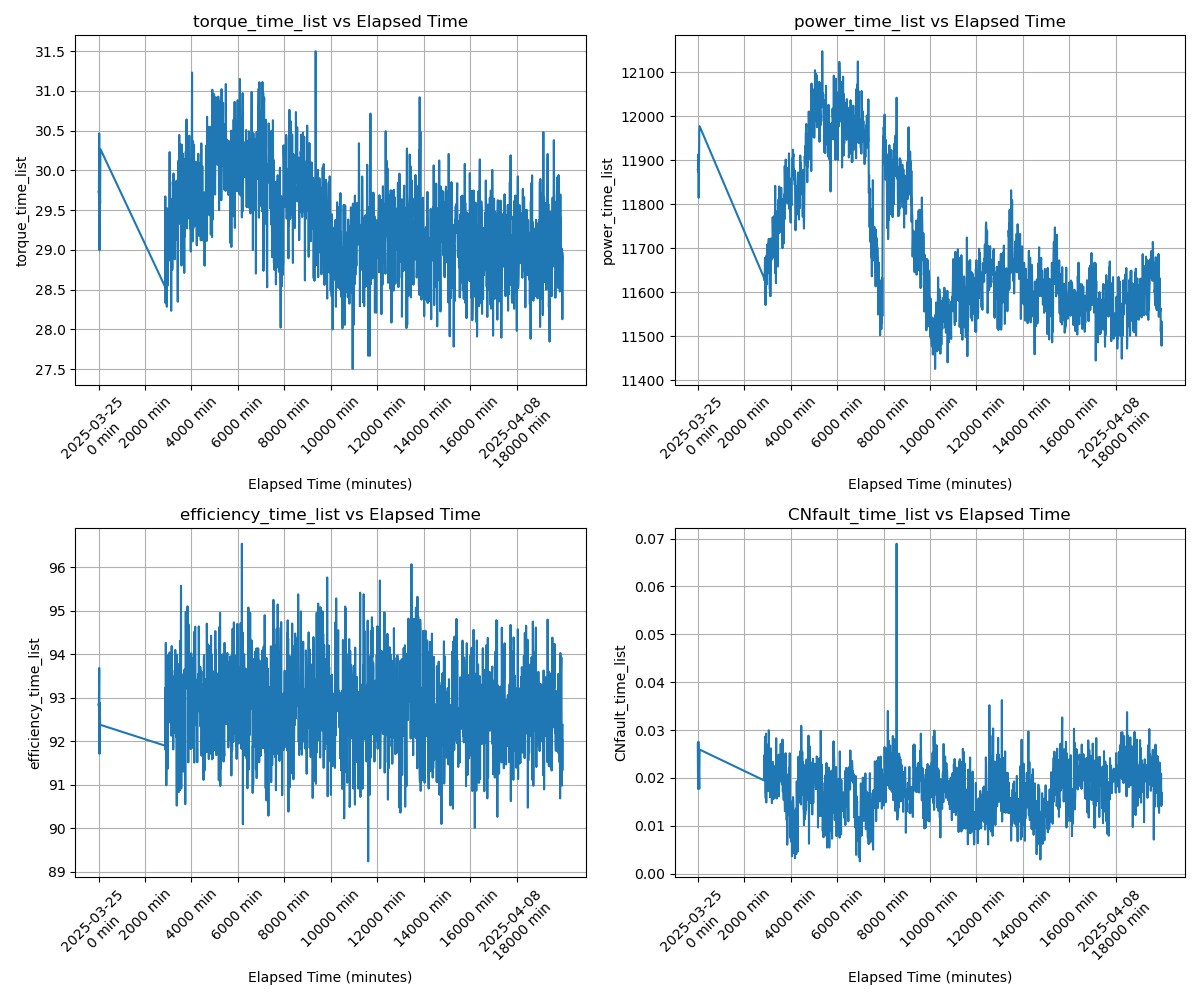 torque_time_list vs Elapsed Time
torque_time_list
31.5
31.0
30.5
30.0
29.5
29.0
28.5
28.0
27.5
2025-03-25
0 min
2000 min
4000 min
6000 min
8000 min
10000 min
12000 min
14000 min
16000 min
2025-04-08
18000 min
Elapsed Time (minutes)
power_time_list vs Elapsed Time
power_time_list
12100
12000
11900
11800
11700
11600
11500
11400
2025-03-25
0 min
2000 min
4000 min
6000 min
8000 min
10000 min
12000 min
14000 min
16000 min
2025-04-08
18000 min
Elapsed Time (minutes)
efficiency_time_list vs Elapsed Time
efficiency_time_list
96
95
94
93
92
91
90
89
2025-03-25
0 min
2000 min
4000 min
6000 min
8000 min
10000 min
12000 min
14000 min
16000 min
2025-04-08
18000 min
Elapsed Time (minutes)
CNfault_time_list vs Elapsed Time
CNfault_time_list
0.07
0.06
0.05
0.04
0.03
0.02
0.01
0.00
2025-03-25
0 min
2000 min
4000 min
6000 min
8000 min
10000 min
12000 min
14000 min
16000 min
2025-04-08
18000 min
Elapsed Time (minutes)